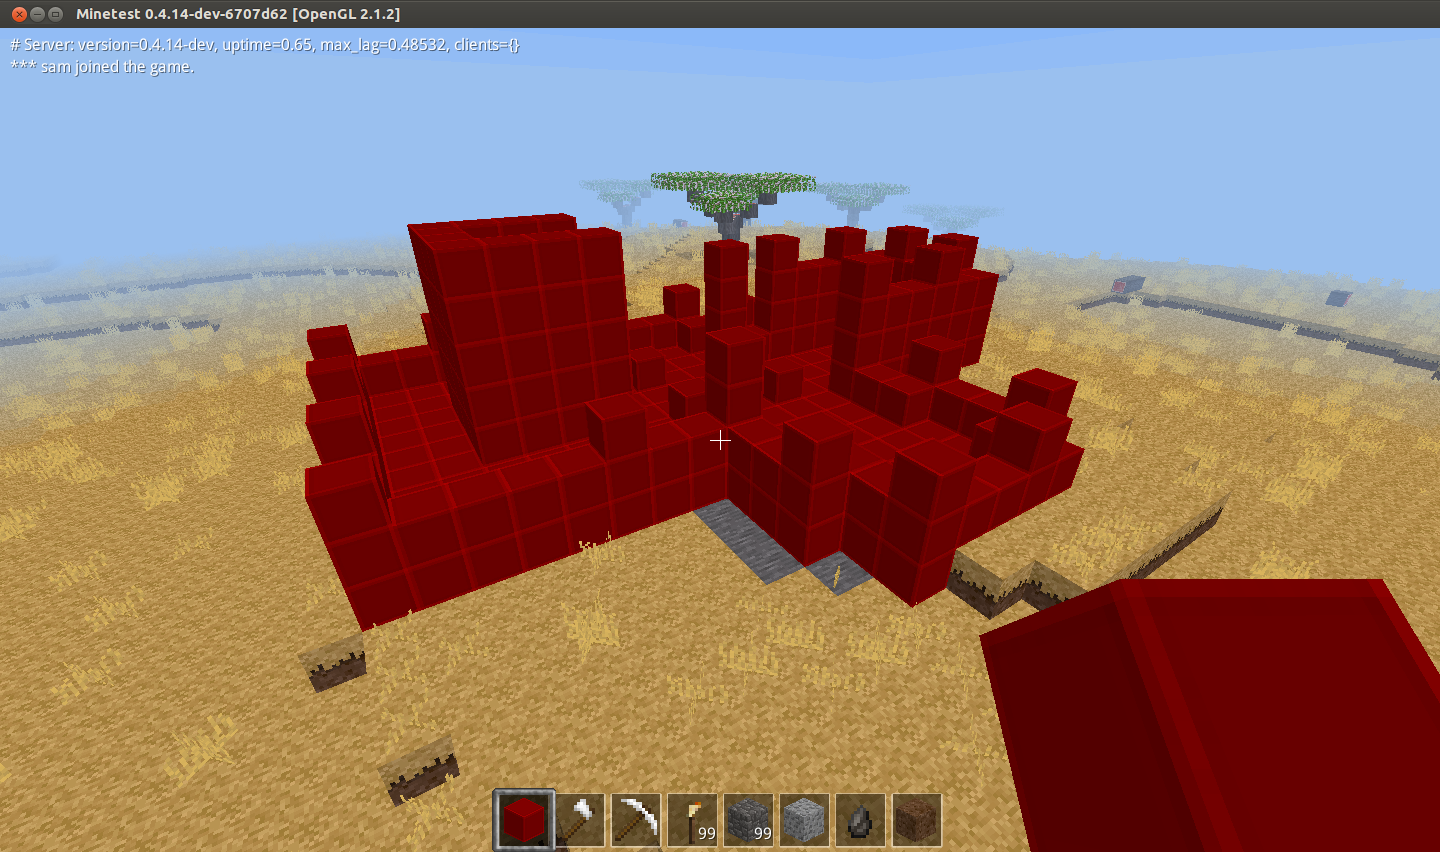 Minetest 0.4.14-dev-6707d62 [OpenGL 2.1.2]
# Server: version=0.4.14-dev, uptime=0.65, max_lag=0.48532, clients={}
*** sam joined the game.
99 99